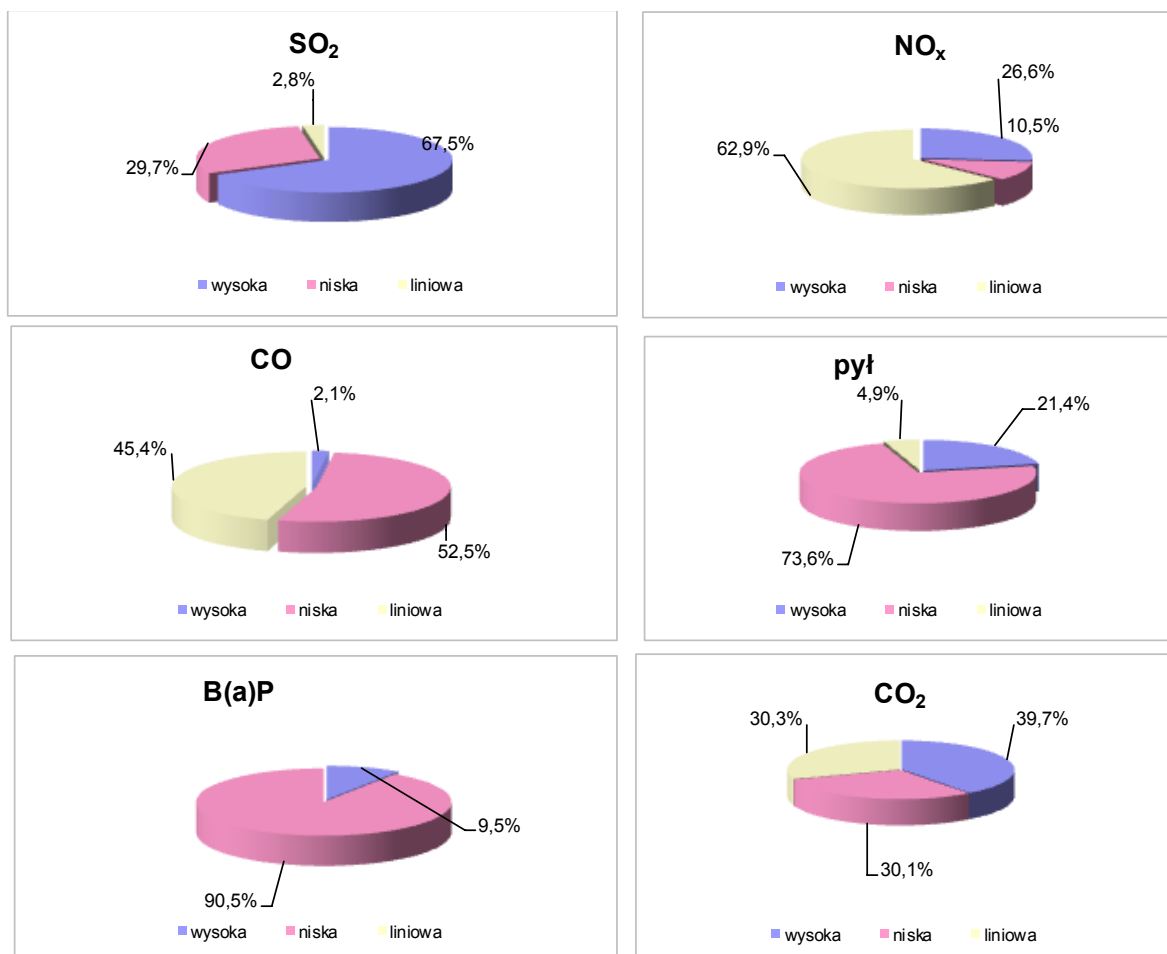 SO₂
2,8%
67,5%
29,7%
wysoka niska liniowa
NOₓ
26,6%
10,5%
62,9%
wysoka niska liniowa
CO
2,1%
45,4%
52,5%
wysoka niska liniowa
pył
4,9%
21,4%
73,6%
wysoka niska liniowa
B(a)P
9,5%
90,5%
wysoka niska liniowa
CO₂
30,3%
39,7%
30,1%
wysoka niska liniowa